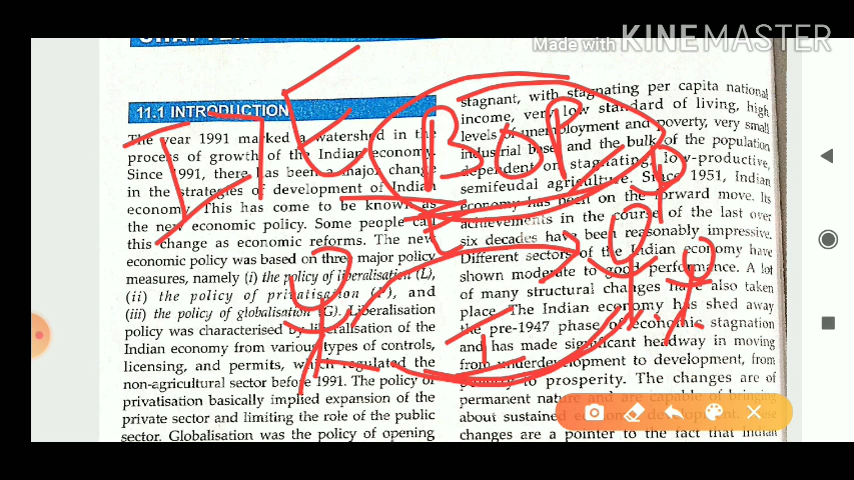 Made with KINEMASTER
11.1 INTRODUCTION
The year 1991 marked a watershed in the
process of growth of the Indian economy.
Since 1991, there has been a major change
in the strategies of development of Indian
economy. This has come to be known as
the new economic policy. Some people call
this change as economic reforms. The new
economic policy was based on three major policy
measures, namely (i) the policy of liberalisation (L),
(ii) the policy of privatisation (P), and
(iii) the policy of globalisation (G). Liberalisation
policy was characterised by liberalisation of the
Indian economy from various types of controls,
licensing, and permits, which regulated the
non-agricultural sector before 1991. The policy of
privatisation basically implied expansion of the
private sector and limiting the role of the public
sector. Globalisation was the policy of opening
stagnant, with stagnating per capita national
income, very low standard of living, high
levels of unemployment and poverty, very small
industrial base, and the bulk of the population
dependent on stagnating, low-productive,
semifeudal agriculture. Since 1951, Indian
economy has been on the forward move. Its
achievements in the course of the last over
six decades have been reasonably impressive.
Different sectors of the Indian economy have
shown moderate to good performance. A lot
of many structural changes have also taken
place. The Indian economy has shed away
the pre-1947 phase of economic stagnation
and has made significant headway in moving
from underdevelopment to development, from
poverty to prosperity. The changes are of
permanent nature and are capable of bringing
about sustained economic development. These
changes are a pointer to the fact that Indian
BOP